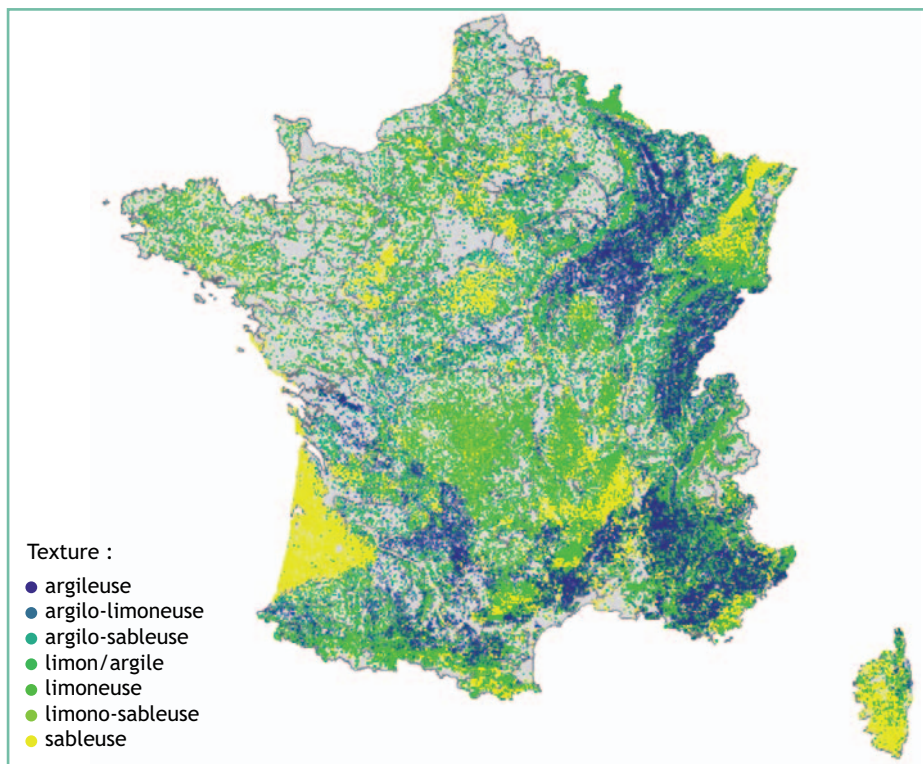 Texture :
argileuse
argilo-limoneuse
argilo-sableuse
limon/argile
limoneuse
limono-sableuse
sableuse